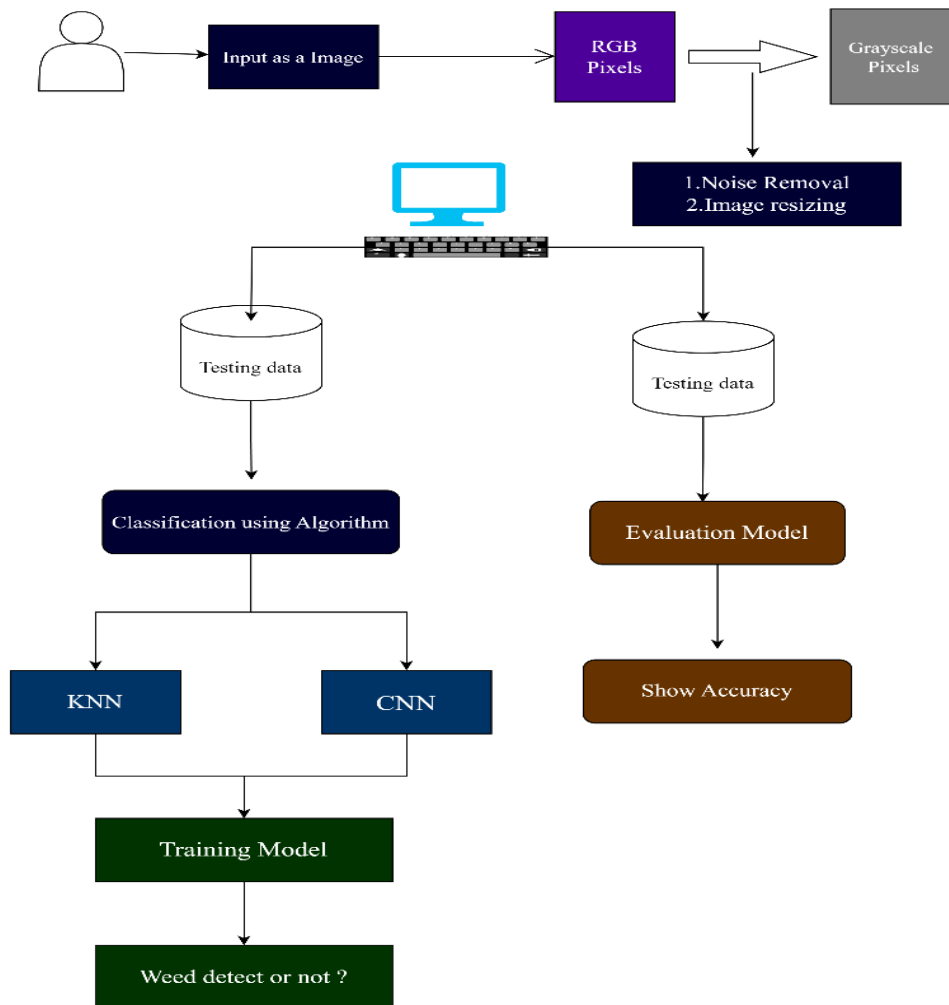 Input as a Image
RGB
Pixels
Grayscale
Pixels
1.Noise Removal
2.Image resizing
Testing data
Testing data
Classification using Algorithm
Evaluation Model
KNN
CNN
Show Accuracy
Training Model
Weed detect or not ?